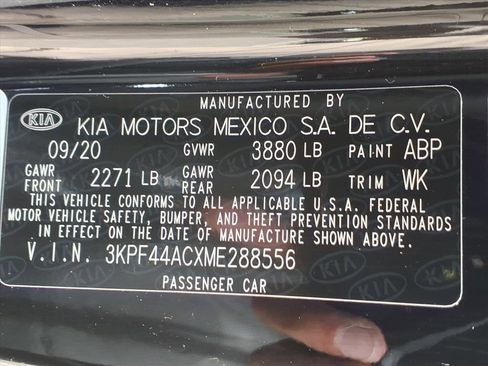 MANUFACTURED BY
KIA KIA MOTORS MEXICO S.A. DE C.V.
09/20 GVWR 3880 LB PAINT ABP
GAWR FRONT 2271 LB GAWR REAR 2094 LB TRIM WK
THIS VEHICLE CONFORMS TO ALL APPLICABLE U.S.A. FEDERAL
MOTOR VEHICLE SAFETY, BUMPER, AND THEFT PREVENTION STANDARDS
IN EFFECT ON THE DATE OF MANUFACTURE SHOWN ABOVE.
V.I.N. 3KPF44ACXME288556
PASSENGER CAR